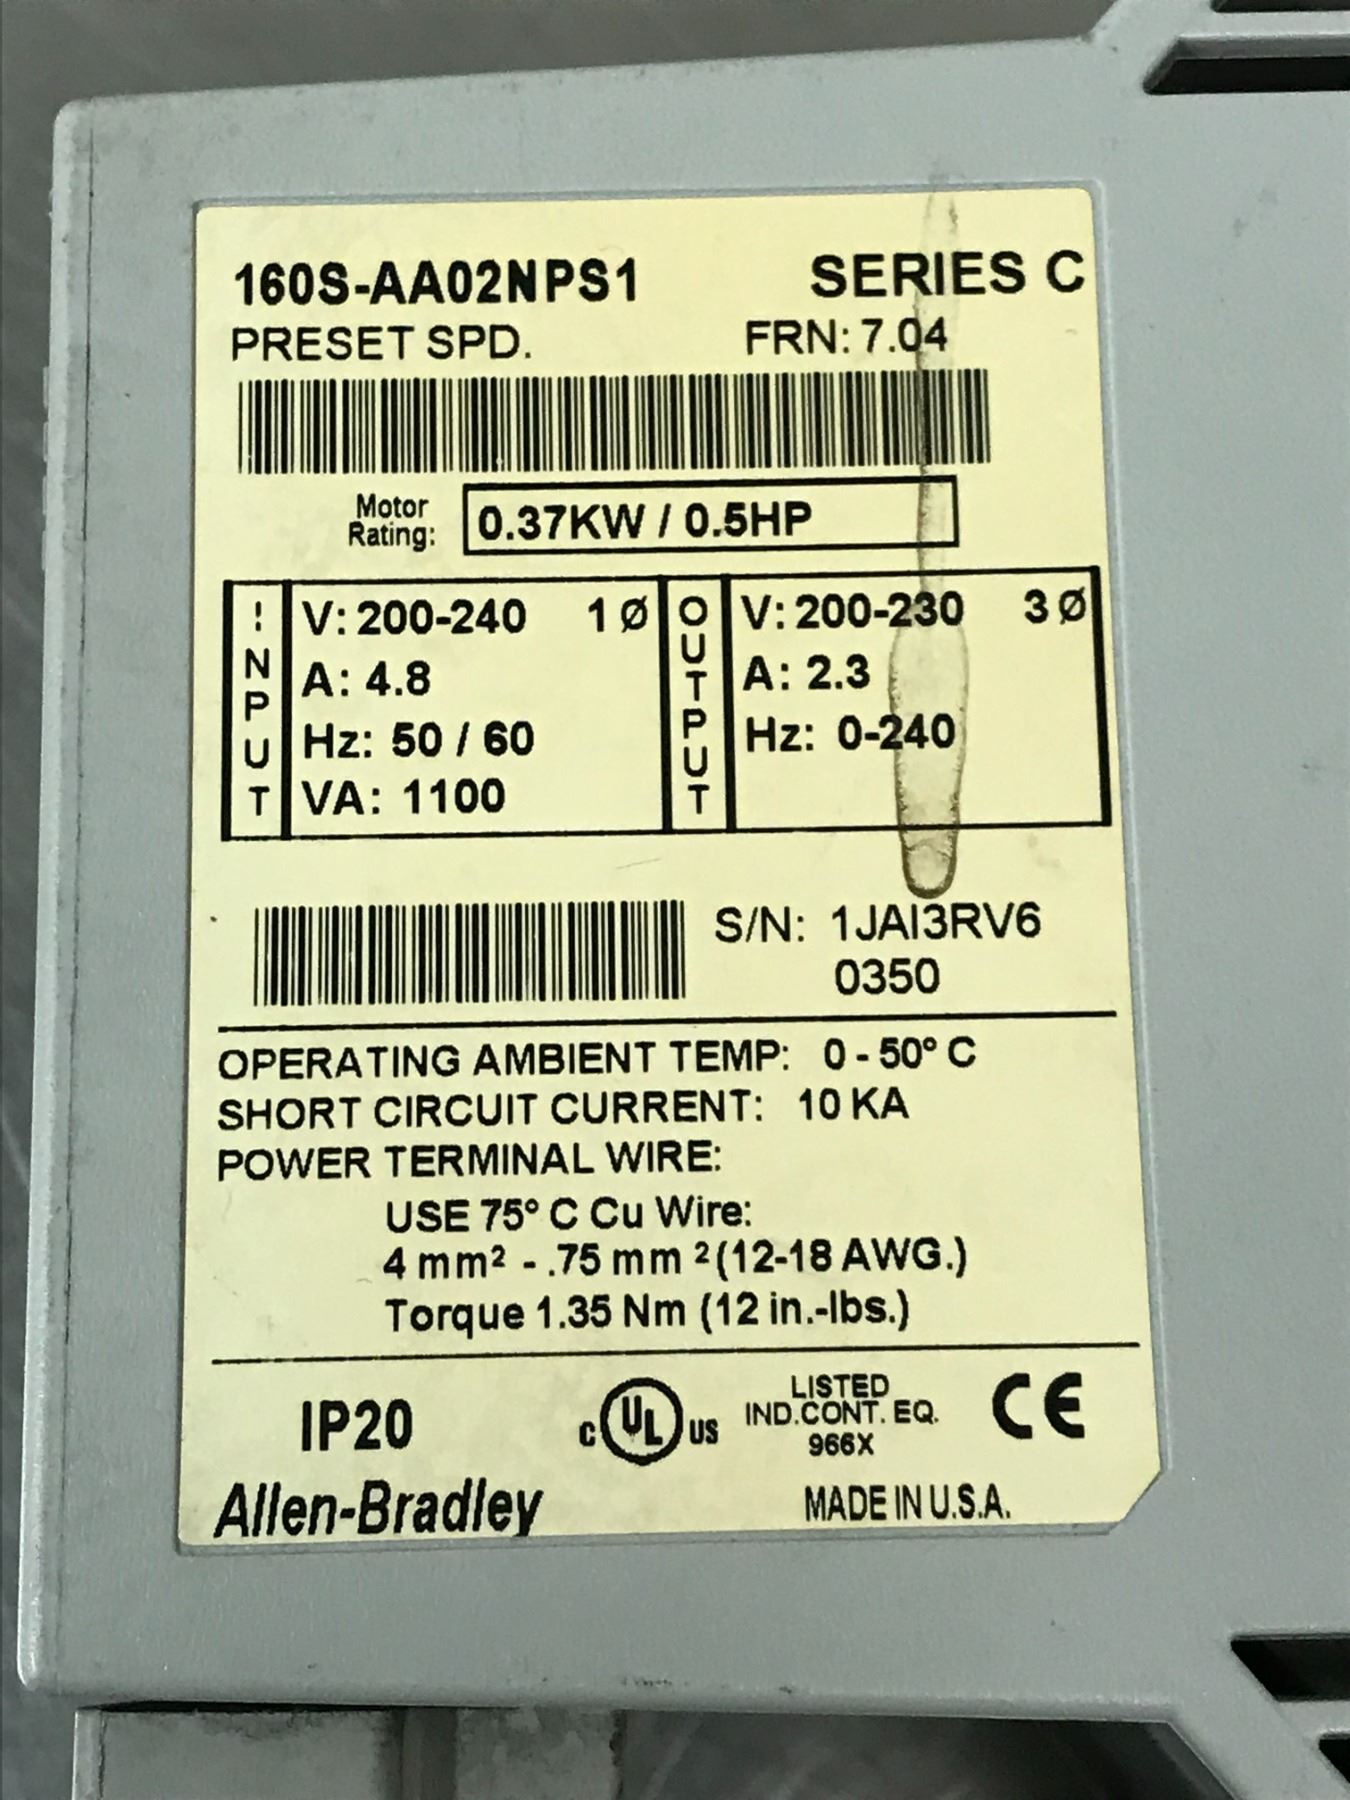 160S-AA02NPS1 SERIES C
PRESET SPD. FRN: 7.04
Motor
Rating: 0.37KW / 0.5HP
INPUT
V: 200-240 1Ø
A: 4.8
Hz: 50 / 60
VA: 1100
OUTPUT
V: 200-230 3Ø
A: 2.3
Hz: 0-240
S/N: 1JAI3RV6
0350
OPERATING AMBIENT TEMP: 0 - 50° C
SHORT CIRCUIT CURRENT: 10 KA
POWER TERMINAL WIRE:
USE 75° C Cu Wire:
4 mm² - .75 mm ² (12-18 AWG.)
Torque 1.35 Nm (12 in.-lbs.)
IP20
C UL US
LISTED
IND.CONT. EQ.
966X
CE
Allen-Bradley
MADE IN U.S.A.